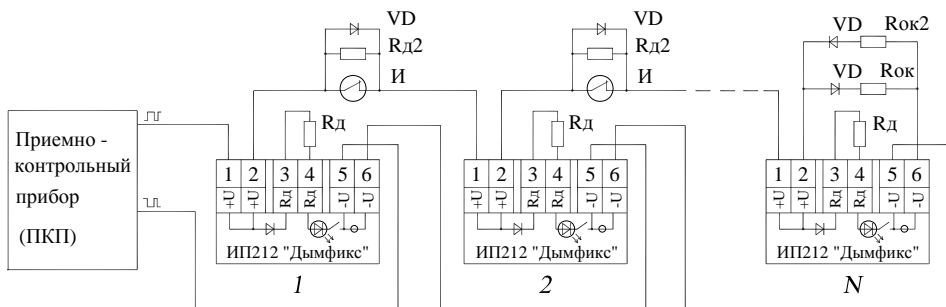 VD
Rд2
И
VD
Rд2
И
VD Rок2
VD Rок
Rд
Rд
Rд
Приемно -
контрольный
прибор
(ПКП)
1 2 3 4 5 6
+U +U Rд Rд -U -U
ИП212 "Дымфикс"
1
1 2 3 4 5 6
+U +U Rд Rд -U -U
ИП212 "Дымфикс"
2
1 2 3 4 5 6
+U +U Rд Rд -U -U
ИП212 "Дымфикс"
N